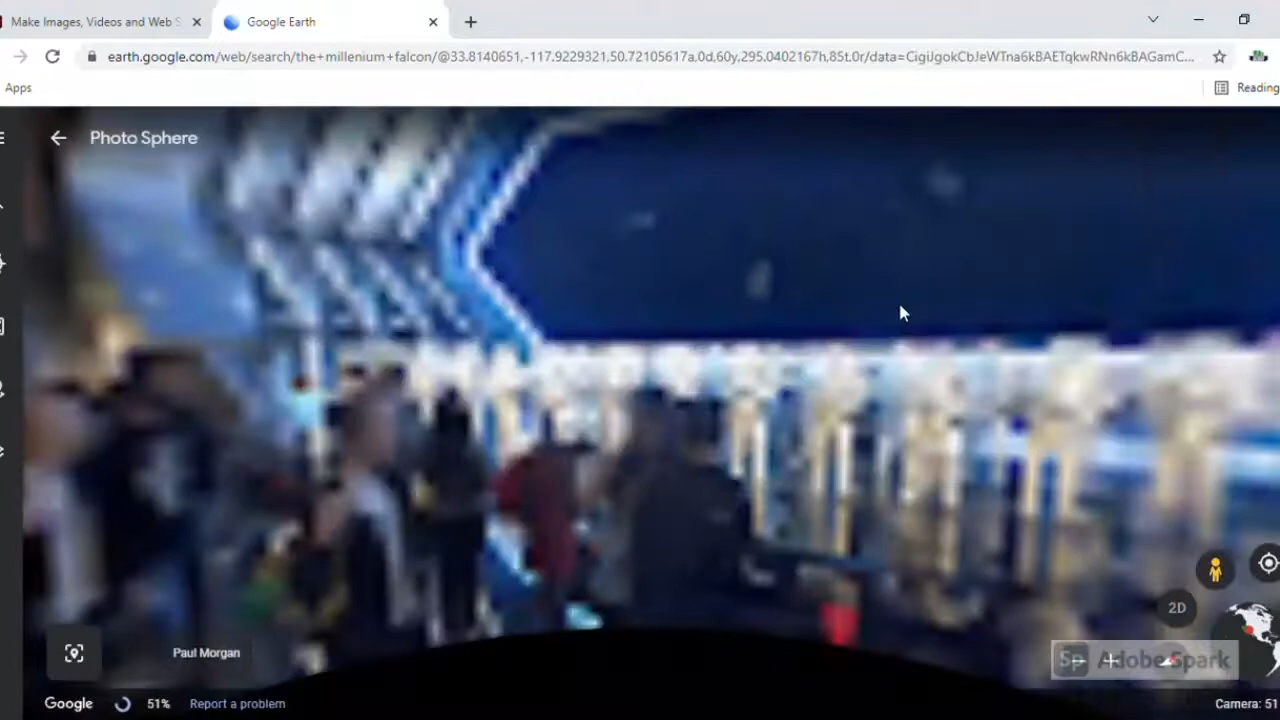 Make Images, Videos and Web S
Google Earth
earth.google.com/web/search/the+millenium+falcon/@33.8140651,-117.9229321,50.72105617a,0d,60y,295.0402167h,85t,0r/data=CigiJgokCbJeWTna6kBAETqkwRNn6kBAGamC...
Apps
Reading
Photo Sphere
2D
Paul Morgan
Sp Adobe Spark
Google 51% Report a problem
Camera: 51